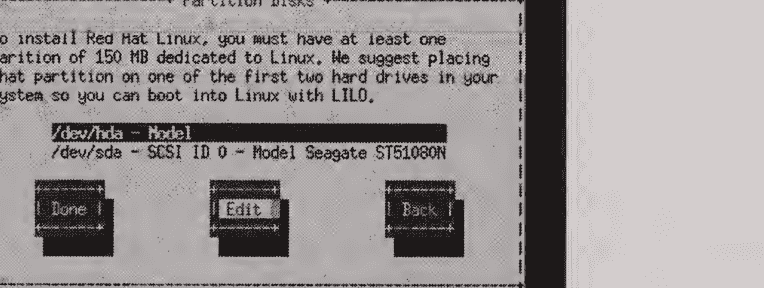 Partition Disks
o install Red Hat Linux, you must have at least one
arition of 150 MB dedicated to Linux. We suggest placing
hat partition on one of the first two hard drives in your
ystem so you can boot into Linux with LILO.
/dev/hda - Model
/dev/sda - SCSI ID 0 - Model Seagate ST51080N
Done Edit Back